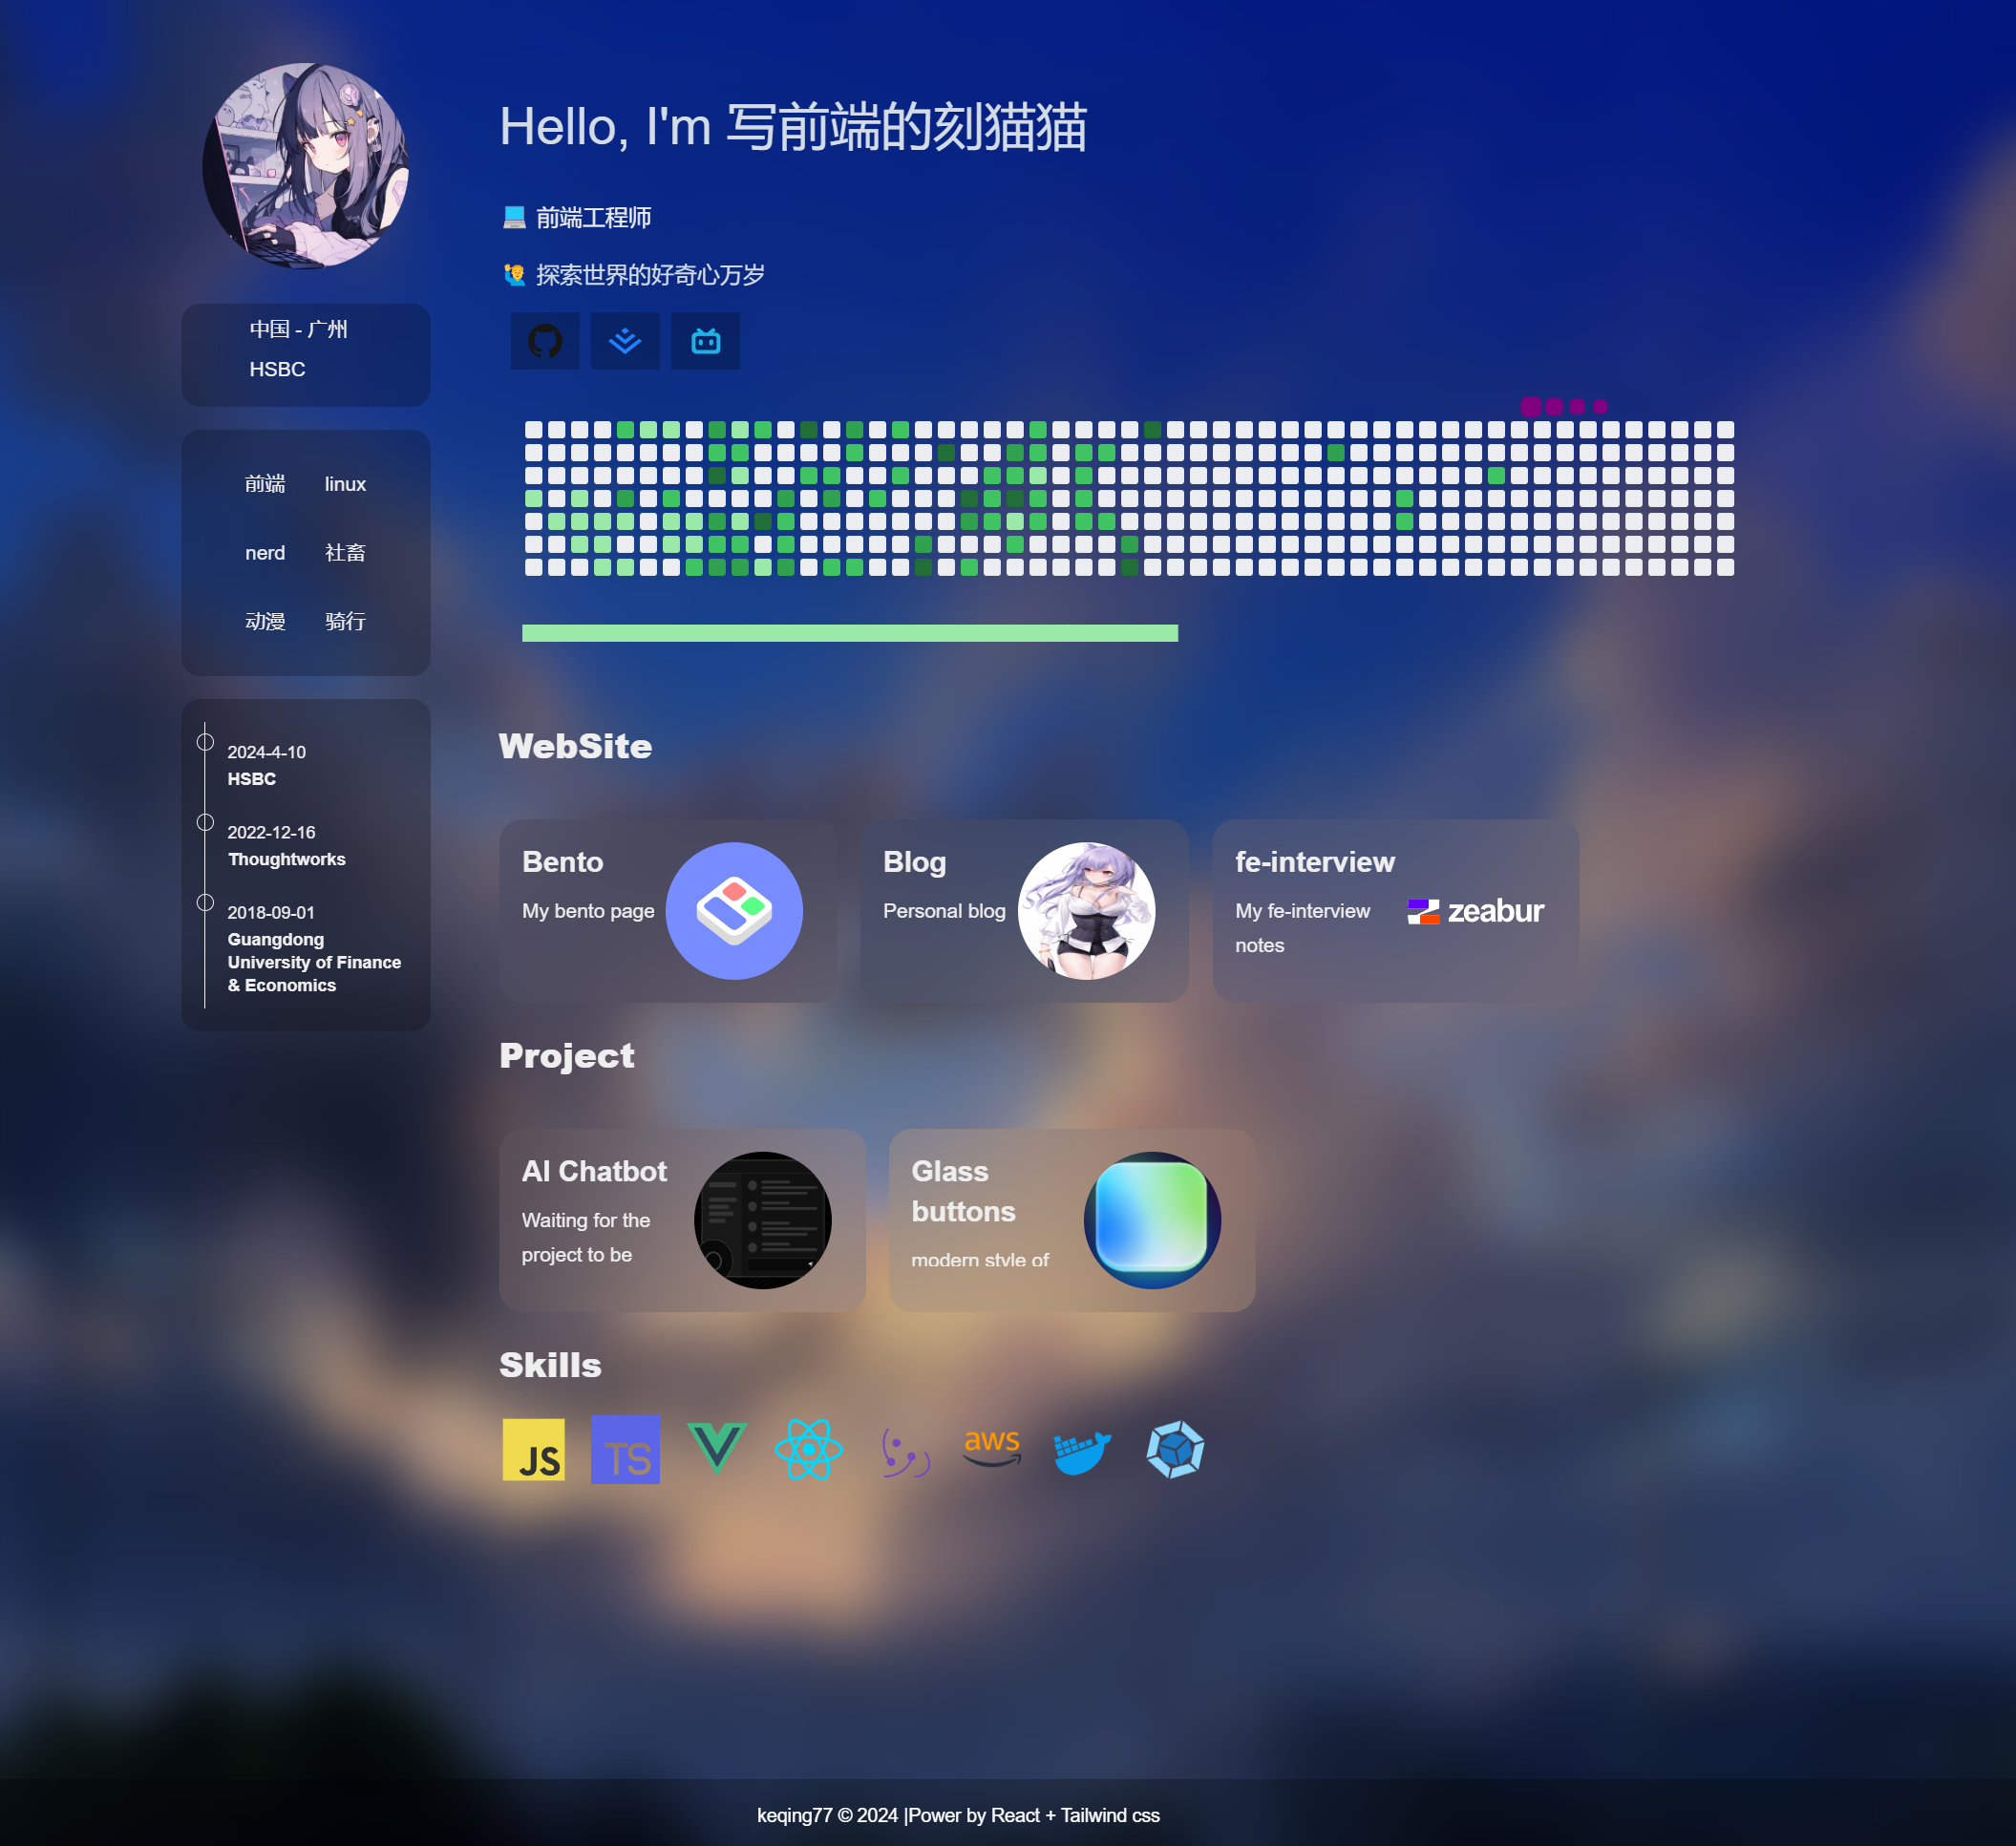 Hello, I'm 写前端的刻猫猫
前端工程师
探索世界的好奇心万岁
中国 - 广州
HSBC
前端 linux
nerd 社畜
动漫 骑行
2024-4-10
HSBC
2022-12-16
Thoughtworks
2018-09-01
Guangdong
University of Finance
& Economics
WebSite
Bento
My bento page
Blog
Personal blog
fe-interview
My fe-interview
notes
zeabur
Project
AI Chatbot
Waiting for the
project to be
Glass
buttons
modern style of
Skills
JS
TS
aws
keqing77 © 2024 |Power by React + Tailwind css